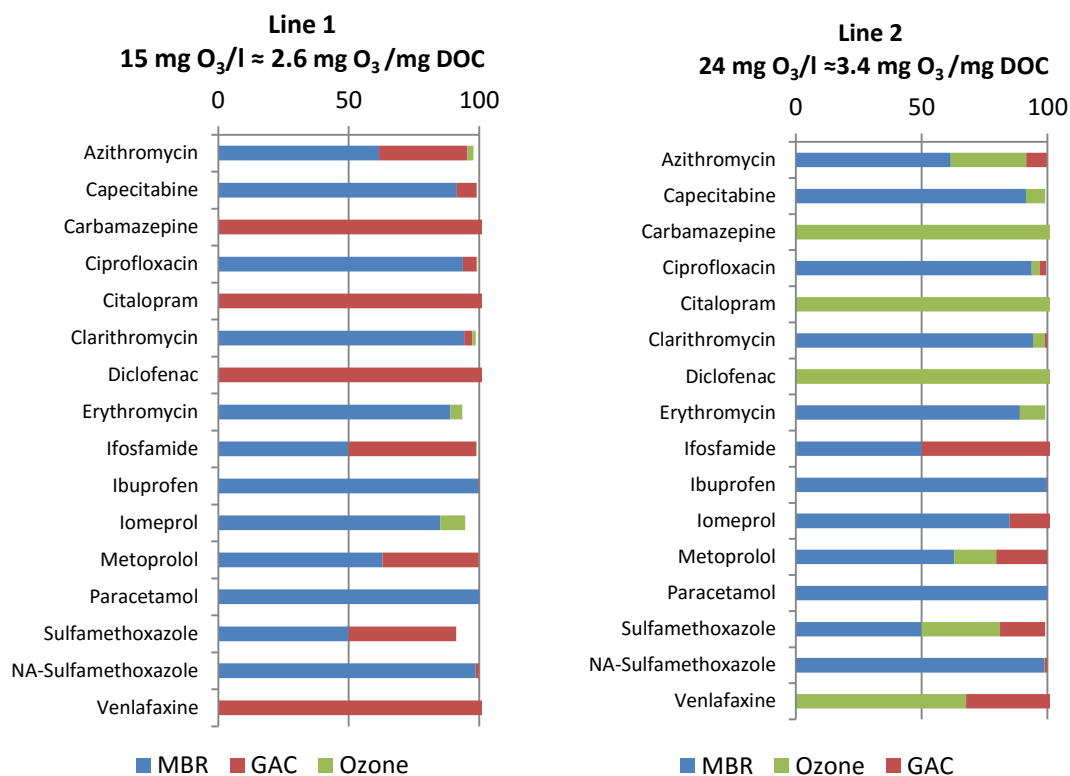 Line 1
15 mg O3/l ≈ 2.6 mg O3 /mg DOC
0 50 100
Azithromycin
Capecitabine
Carbamazepine
Ciprofloxacin
Citalopram
Clarithromycin
Diclofenac
Erythromycin
Ifosfamide
Ibuprofen
Iomeprol
Metoprolol
Paracetamol
Sulfamethoxazole
NA-Sulfamethoxazole
Venlafaxine
MBR GAC Ozone
Line 2
24 mg O3/l ≈3.4 mg O3 /mg DOC
0 50 100
Azithromycin
Capecitabine
Carbamazepine
Ciprofloxacin
Citalopram
Clarithromycin
Diclofenac
Erythromycin
Ifosfamide
Ibuprofen
Iomeprol
Metoprolol
Paracetamol
Sulfamethoxazole
NA-Sulfamethoxazole
Venlafaxine
MBR Ozone GAC